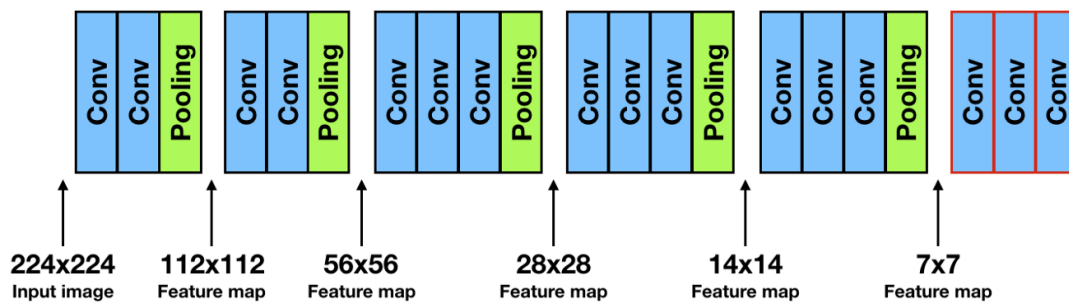 Conv Conv Pooling Conv Conv Pooling Conv Conv Conv Pooling Conv Conv Conv Pooling Conv Conv Conv Pooling Conv Conv Conv
224x224 112x112 56x56 28x28 14x14 7x7
Input image Feature map Feature map Feature map Feature map Feature map